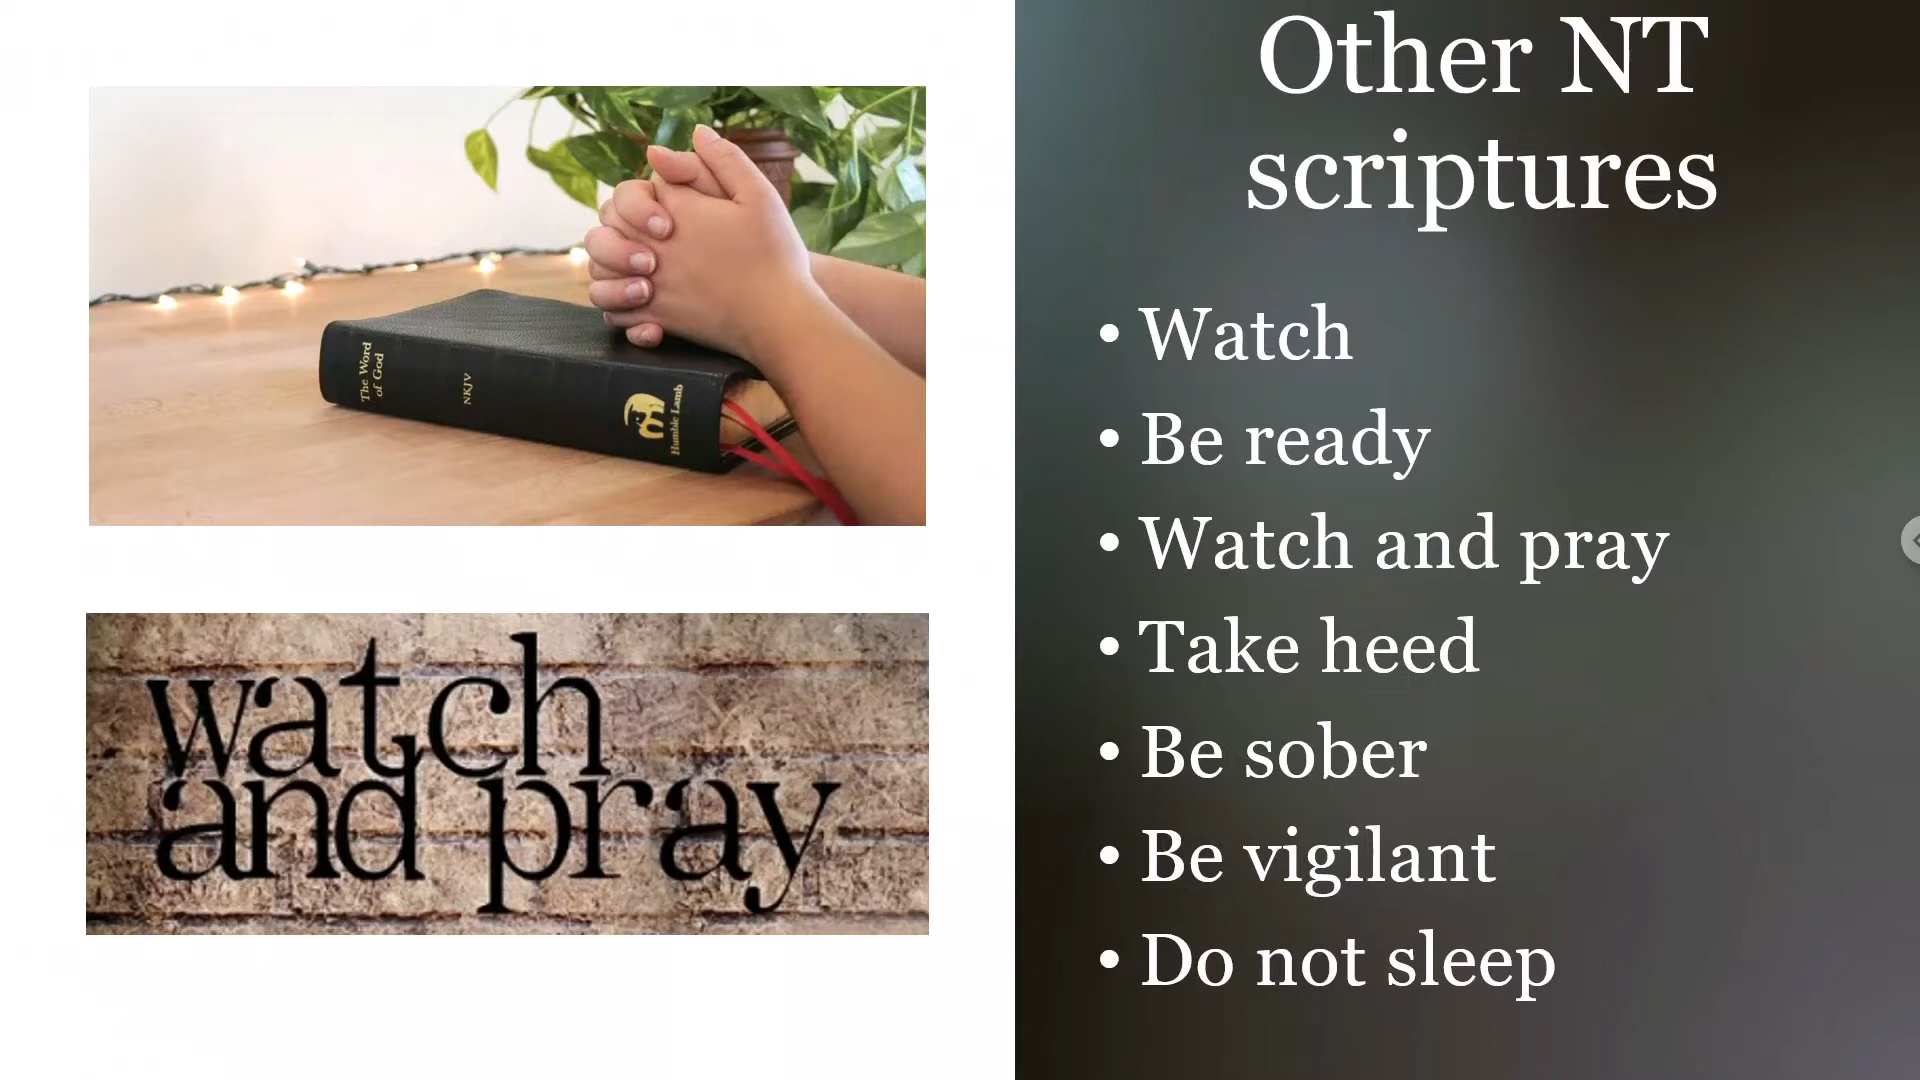 The Word
of God
NKJV
Humble Lamb
watch
and pray
Other NT
scriptures
• Watch
• Be ready
• Watch and pray
• Take heed
• Be sober
• Be vigilant
• Do not sleep